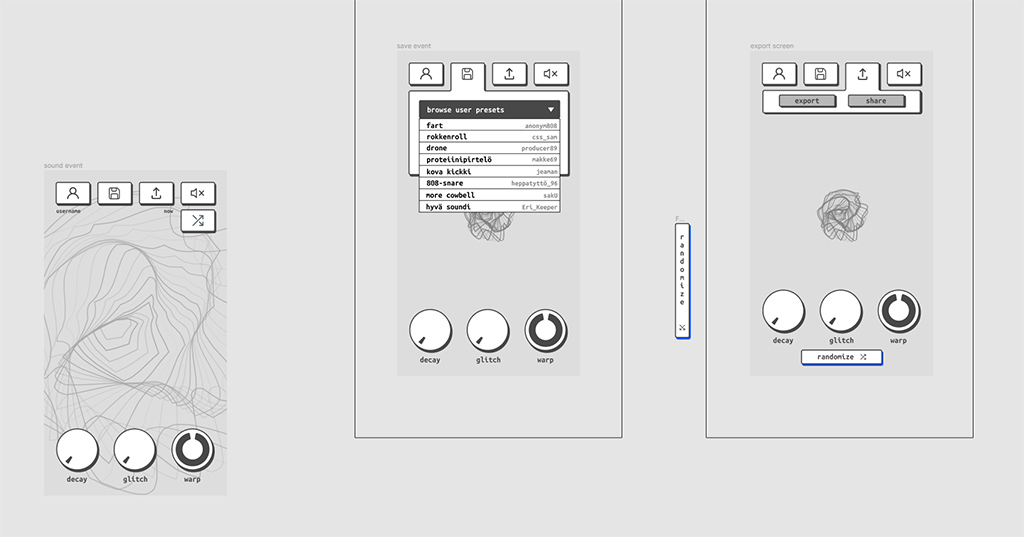 sound event
username
now
decay
glitch
warp
save event
browse user presets
fart anonym808
rokkenroll css_sam
drone producer89
proteiinipirtelö makke69
kova kickki jeaman
808-snare heppatyttö_96
more cowbell sakU
hyvä soundi Eri_Keeper
decay
glitch
warp
F...
randomize
export screen
export
share
decay
glitch
warp
randomize